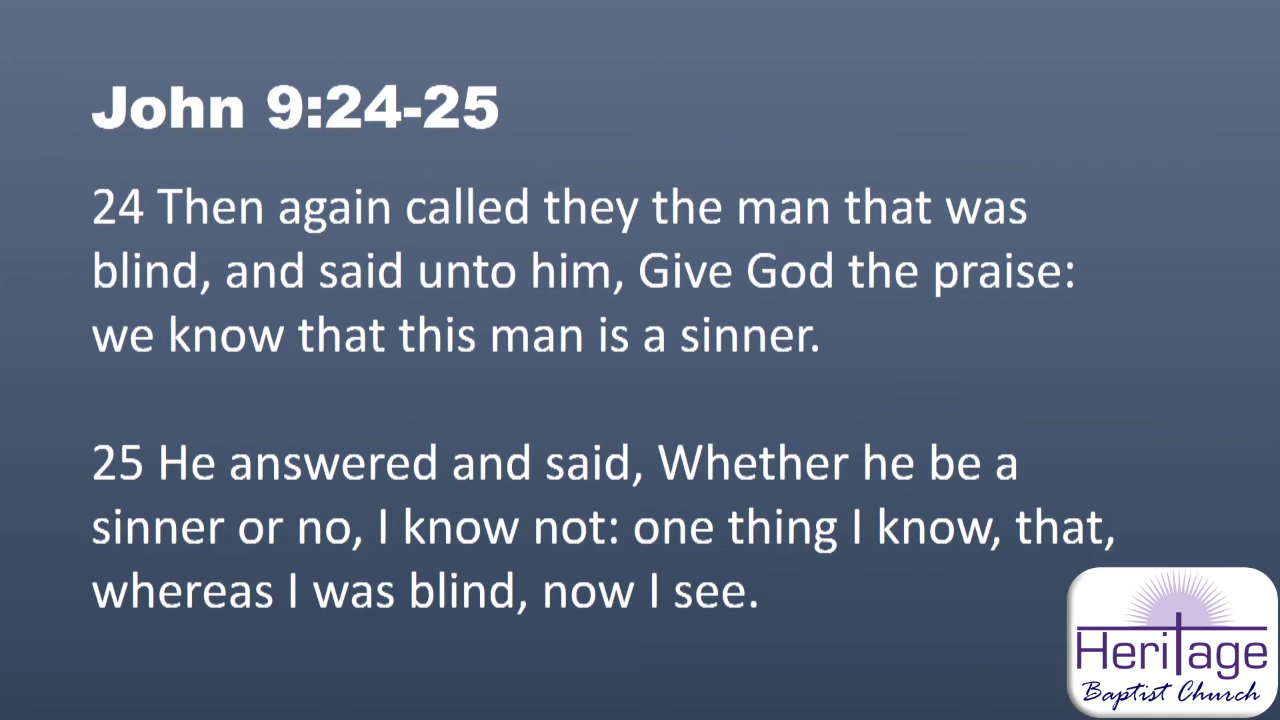 John 9:24-25
24 Then again called they the man that was
blind, and said unto him, Give God the praise:
we know that this man is a sinner.
25 He answered and said, Whether he be a
sinner or no, I know not: one thing I know, that,
whereas I was blind, now I see.
Heritage
Baptist Church